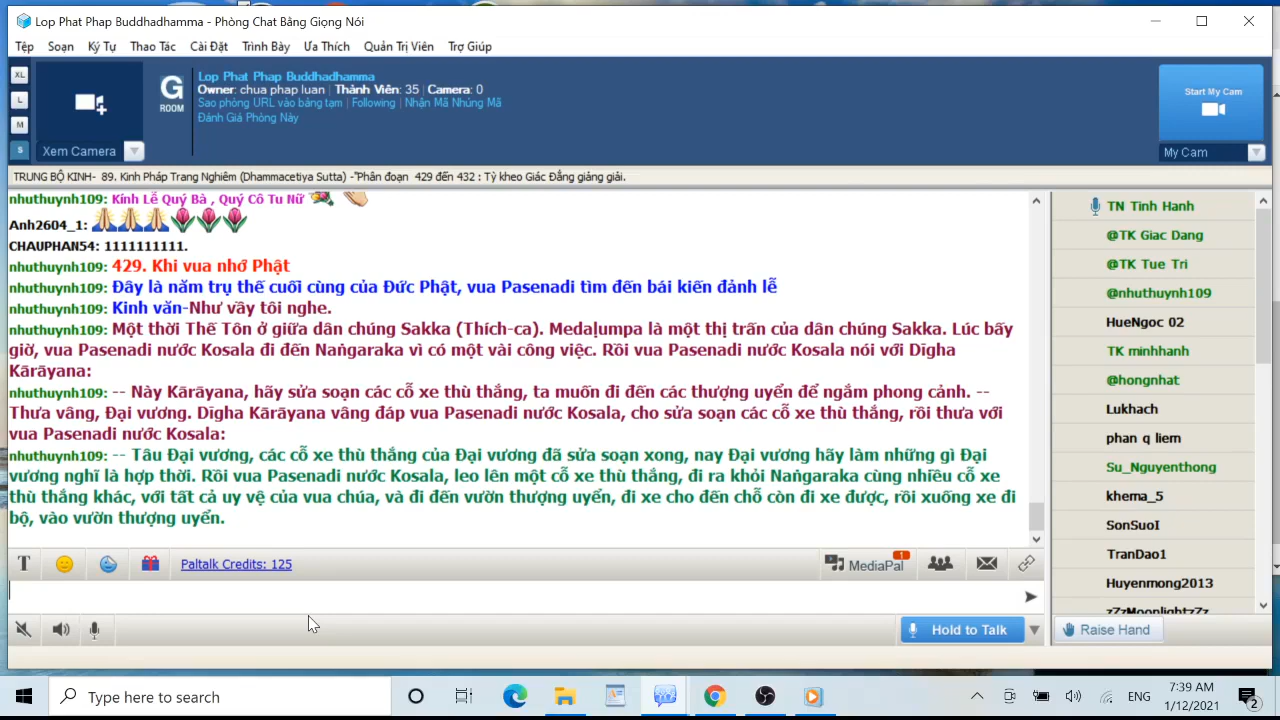 Lop Phat Phap Buddhadhamma - Phòng Chat Bằng Giọng Nói
Tệp Soạn Ký Tự Thao Tác Cài Đặt Trình Bày Ưa Thích Quản Trị Viên Trợ Giúp
XL
L
M
S
Xem Camera
G
ROOM
Lop Phat Phap Buddhadhamma
Owner: chua phap luan | Thành Viên: 35 | Camera: 0
Sao phòng URL vào bảng tạm | Following | Nhận Mã Nhúng Mã
Đánh Giá Phòng Này
Start My Cam
My Cam
TRUNG BỘ KINH- 89. Kinh Pháp Trang Nghiêm (Dhammacetiya Sutta) -"Phân đoạn 429 đến 432 : Tỳ kheo Giác Đẳng giảng giải.
nhuthuynh109: Kính Lễ Quý Bà , Quý Cô Tu Nữ
Anh2604_1:
CHAUPHAN54: 1111111111.
nhuthuynh109: 429. Khi vua nhớ Phật
nhuthuynh109: Đây là năm trụ thế cuối cùng của Đức Phật, vua Pasenadi tìm đến bái kiến đảnh lễ
nhuthuynh109: Kinh văn-Như vầy tôi nghe.
nhuthuynh109: Một thời Thế Tôn ở giữa dân chúng Sakka (Thích-ca). Medaḷumpa là một thị trấn của dân chúng Sakka. Lúc bấy
giờ, vua Pasenadi nước Kosala đi đến Naṅgaraka vì có một vài công việc. Rồi vua Pasenadi nước Kosala nói với Dīgha
Kārāyana:
nhuthuynh109: -- Này Kārāyana, hãy sửa soạn các cỗ xe thù thắng, ta muốn đi đến các thượng uyển để ngắm phong cảnh. --
Thưa vâng, Đại vương. Dīgha Kārāyana vâng đáp vua Pasenadi nước Kosala, cho sửa soạn các cỗ xe thù thắng, rồi thưa với
vua Pasenadi nước Kosala:
nhuthuynh109: -- Tâu Đại vương, các cỗ xe thù thắng của Đại vương đã sửa soạn xong, nay Đại vương hãy làm những gì Đại
vương nghĩ là hợp thời. Rồi vua Pasenadi nước Kosala, leo lên một cỗ xe thù thắng, đi ra khỏi Naṅgaraka cùng nhiều cỗ xe
thù thắng khác, với tất cả uy vệ của vua chúa, và đi đến vườn thượng uyển, đi xe cho đến chỗ còn đi xe được, rồi xuống xe đi
bộ, vào vườn thượng uyển.
TN Tinh Hanh
@TK Giac Dang
@TK Tue Tri
@nhuthuynh109
HueNgoc 02
TK minhhanh
@hongnhat
Lukhach
phan q liem
Su_Nguyenthong
khema_5
SonSuoI
TranDao1
Huyenmong2013
zZzMoonlightzZz
T
Paltalk Credits: 125
MediaPal
1
Hold to Talk
Raise Hand
Type here to search
ENG
7:39 AM
1/12/2021
2